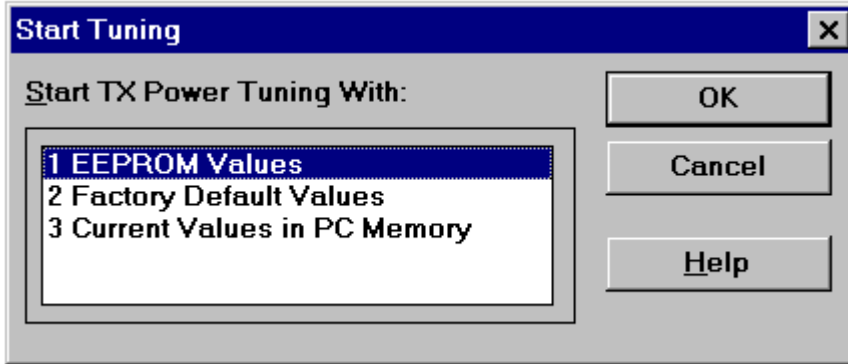 Start Tuning
Start TX Power Tuning With:
1 EEPROM Values
2 Factory Default Values
3 Current Values in PC Memory
OK
Cancel
Help